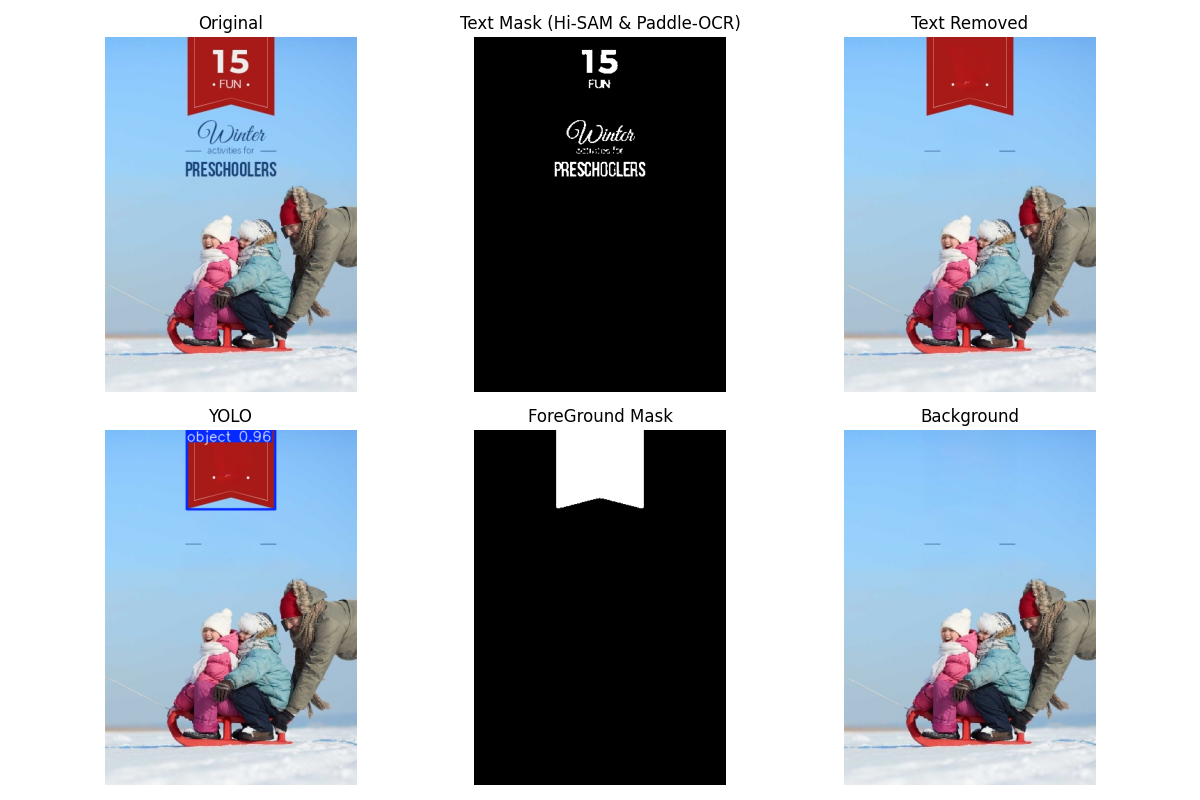 Original
Text Mask (Hi-SAM & Paddle-OCR)
Text Removed
15
• FUN •
Winter
activities for
PRESCHOOLERS
15
FUN
Winter
activities for
PRESCHOOLERS
YOLO
ForeGround Mask
Background
object 0.96